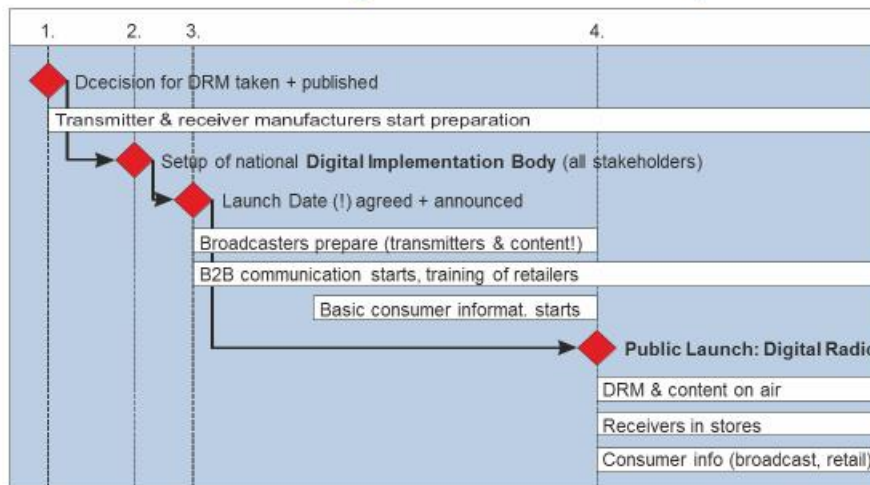 1. 2. 3. 4.
Dcecision for DRM taken + published
Transmitter & receiver manufacturers start preparation
Setup of national Digital Implementation Body (all stakeholders)
Launch Date (!) agreed + announced
Broadcasters prepare (transmitters & content!)
B2B communication starts, training of retailers
Basic consumer informat. starts
Public Launch: Digital Radio
DRM & content on air
Receivers in stores
Consumer info (broadcast, retail)